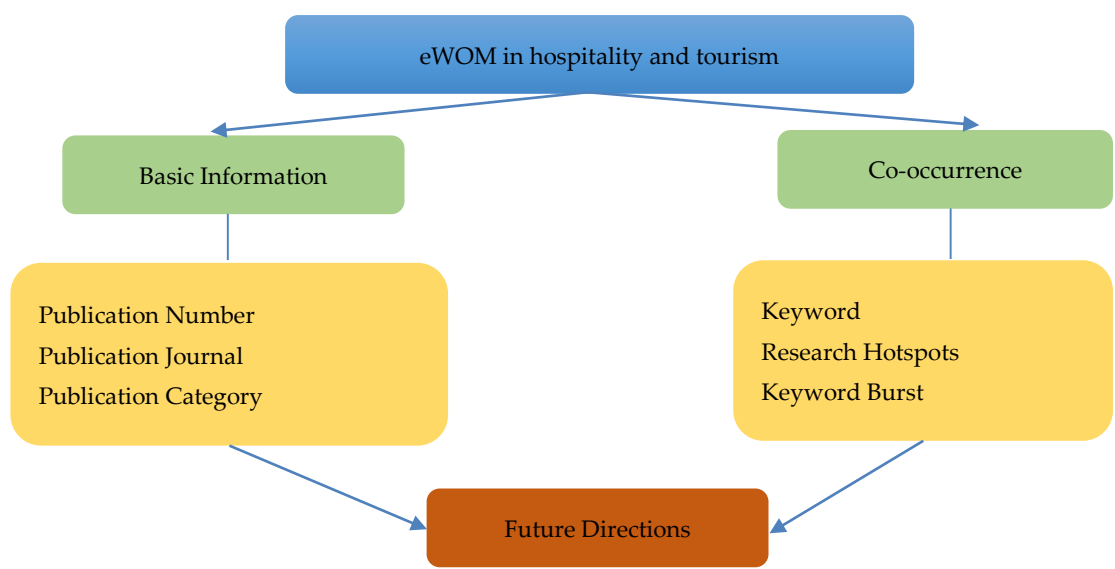 eWOM in hospitality and tourism
Basic Information
Co-occurrence
Publication Number
Publication Journal
Publication Category
Keyword
Research Hotspots
Keyword Burst
Future Directions